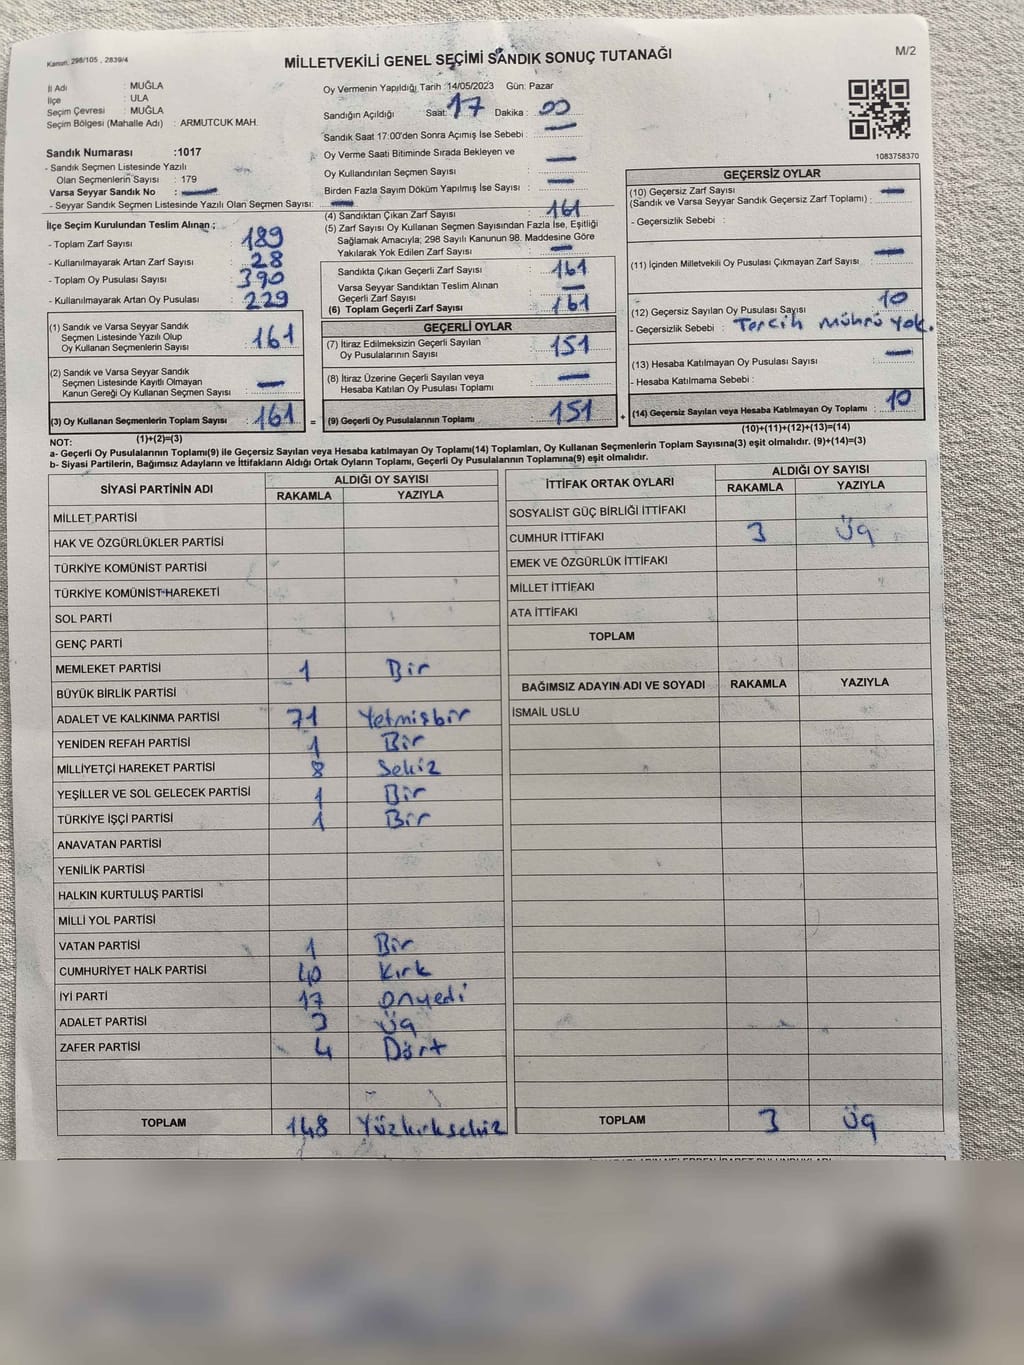 Kanun. 298/105 , 2839/4
MİLLETVEKİLİ GENEL SEÇİMİ SANDIK SONUÇ TUTANAĞI
M/2
İl Adı : MUĞLA
İlçe : ULA
Seçim Çevresi : MUĞLA
Seçim Bölgesi (Mahalle Adı) : ARMUTCUK MAH.
Sandık Numarası :1017
- Sandık Seçmen Listesinde Yazılı
Olan Seçmenlerin Sayısı : 179
Varsa Seyyar Sandık No : —
- Seyyar Sandık Seçmen Listesinde Yazılı Olan Seçmen Sayısı: —
İlçe Seçim Kurulundan Teslim Alınan ;
- Toplam Zarf Sayısı : 189
- Kullanılmayarak Artan Zarf Sayısı : 28
- Toplam Oy Pusulası Sayısı : 390
- Kullanılmayarak Artan Oy Pusulası : 229
(1) Sandık ve Varsa Seyyar Sandık
Seçmen Listesinde Yazılı Olup
Oy Kullanan Seçmenlerin Sayısı : 161
(2) Sandık ve Varsa Seyyar Sandık
Seçmen Listesinde Kayıtlı Olmayan
Kanun Gereği Oy Kullanan Seçmen Sayısı : —
(3) Oy Kullanan Seçmenlerin Toplam Sayısı : 161
(1)+(2)=(3)
Oy Vermenin Yapıldığı Tarih :14/05/2023 Gün: Pazar
Sandığın Açıldığı Saat: 17 Dakika : 00
Sandık Saat 17:00'den Sonra Açımış İse Sebebi : —
Oy Verme Saati Bitiminde Sırada Bekleyen ve
Oy Kullandırılan Seçmen Sayısı : —
Birden Fazla Sayım Döküm Yapılmış İse Sayısı : —
(4) Sandıktan Çıkan Zarf Sayısı : 161
(5) Zarf Sayısı Oy Kullanan Seçmen Sayısından Fazla İse, Eşitliği
Sağlamak Amacıyla; 298 Sayılı Kanunun 98. Maddesine Göre
Yakılarak Yok Edilen Zarf Sayısı : —
Sandıkta Çıkan Geçerli Zarf Sayısı : 161
Varsa Seyyar Sandıktan Teslim Alınan
Geçerli Zarf Sayısı : —
(6) Toplam Geçerli Zarf Sayısı : 161
GEÇERLİ OYLAR
(7) İtiraz Edilmeksizin Geçerli Sayılan
Oy Pusulalarının Sayısı : 151
(8) İtiraz Üzerine Geçerli Sayılan veya
Hesaba Katılan Oy Pusulası Toplamı : —
= (9) Geçerli Oy Pusulalarının Toplamı : 151
1083758370
GEÇERSİZ OYLAR
(10) Geçersiz Zarf Sayısı
(Sandık ve Varsa Seyyar Sandık Geçersiz Zarf Toplamı) : —
- Geçersizlik Sebebi :
(11) İçinden Milletvekili Oy Pusulası Çıkmayan Zarf Sayısı : —
(12) Geçersiz Sayılan Oy Pusulası Sayısı : 10
- Geçersizlik Sebebi : Tercih Mührü Yok.
(13) Hesaba Katılmayan Oy Pusulası Sayısı : —
- Hesaba Katılmama Sebebi :
+ (14) Geçersiz Sayılan veya Hesaba Katılmayan Oy Toplamı : 10
(10)+(11)+(12)+(13)=(14)
NOT:
a- Geçerli Oy Pusulalarının Toplamı(9) ile Geçersiz Sayılan veya Hesaba katılmayan Oy Toplamı(14) Toplamları, Oy Kullanan Seçmenlerin Toplam Sayısına(3) eşit olmalıdır. (9)+(14)=(3)
b- Siyasi Partilerin, Bağımsız Adayların ve İttifakların Aldığı Ortak Oyların Toplamı, Geçerli Oy Pusulalarının Toplamına(9) eşit olmalıdır.
SİYASİ PARTİNİN ADI ALDIĞI OY SAYISI
RAKAMLA YAZIYLA
MİLLET PARTİSİ
HAK VE ÖZGÜRLÜKLER PARTİSİ
TÜRKİYE KOMÜNİST PARTİSİ
TÜRKİYE KOMÜNİST HAREKETİ
SOL PARTİ
GENÇ PARTİ
MEMLEKET PARTİSİ 1 Bir
BÜYÜK BİRLİK PARTİSİ
ADALET VE KALKINMA PARTİSİ 71 Yetmişbir
YENİDEN REFAH PARTİSİ 1 Bir
MİLLİYETÇİ HAREKET PARTİSİ 8 Sekiz
YEŞİLLER VE SOL GELECEK PARTİSİ 1 Bir
TÜRKİYE İŞÇİ PARTİSİ 1 Bir
ANAVATAN PARTİSİ
YENİLİK PARTİSİ
HALKIN KURTULUŞ PARTİSİ
MİLLİ YOL PARTİSİ
VATAN PARTİSİ 1 Bir
CUMHURİYET HALK PARTİSİ 40 Kırk
İYİ PARTİ 17 Onyedi
ADALET PARTİSİ 3 Üç
ZAFER PARTİSİ 4 Dört
TOPLAM 148 Yüzkırksekiz
İTTİFAK ORTAK OYLARI ALDIĞI OY SAYISI
RAKAMLA YAZIYLA
SOSYALİST GÜÇ BİRLİĞİ İTTİFAKI
CUMHUR İTTİFAKI 3 Üç
EMEK VE ÖZGÜRLÜK İTTİFAKI
MİLLET İTTİFAKI
ATA İTTİFAKI
TOPLAM
BAĞIMSIZ ADAYIN ADI VE SOYADI RAKAMLA YAZIYLA
İSMAİL USLU
TOPLAM 3 Üç